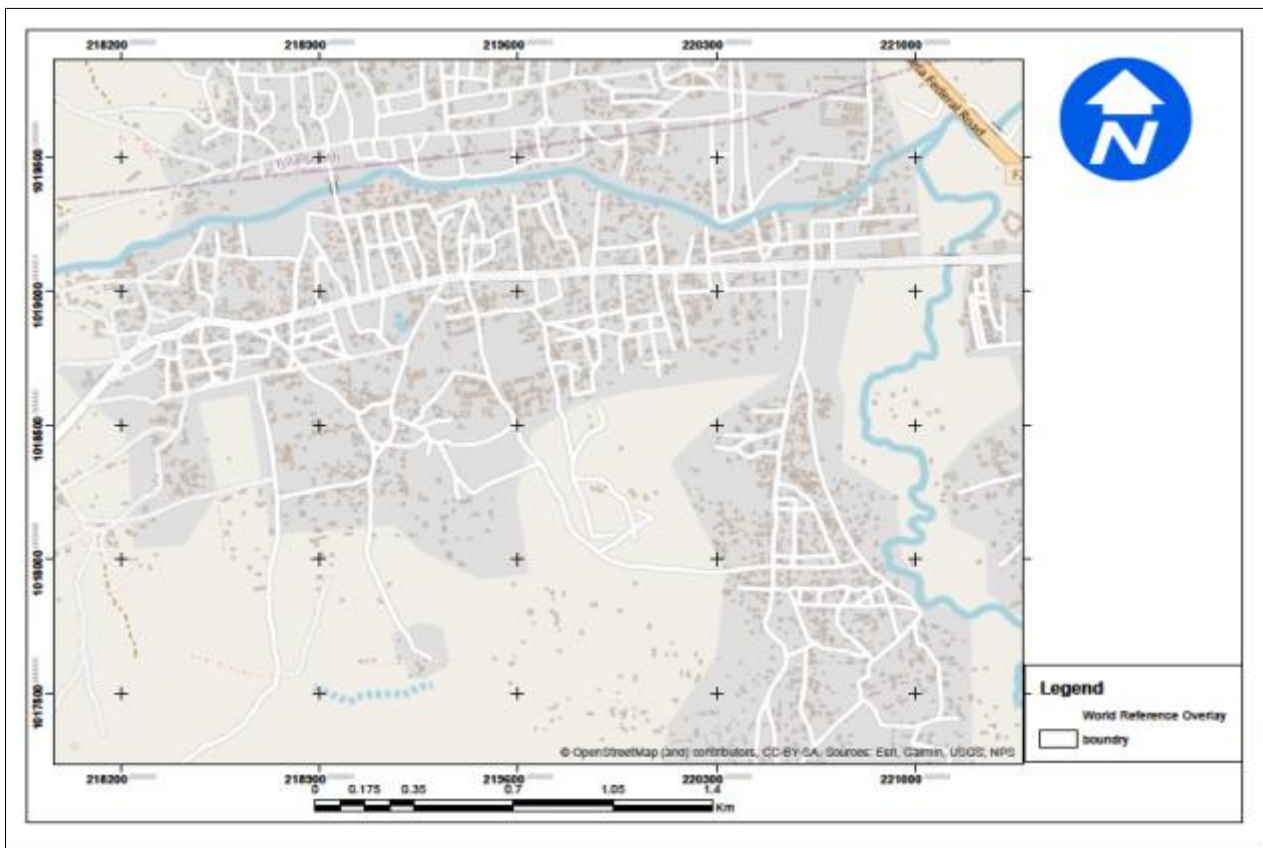 218200 218900 219600 220300 221000
Federal Road
N
1019500
1019000
1018500
1018000
1017500
Legend
World Reference Overlay
boundry
© OpenStreetMap (and) contributors, CC-BY-SA, Sources: Esri, Garmin, USGS, NPS
218200 218900 219600 220300 221000
0 0.175 0.35 0.7 1.05 1.4
Km